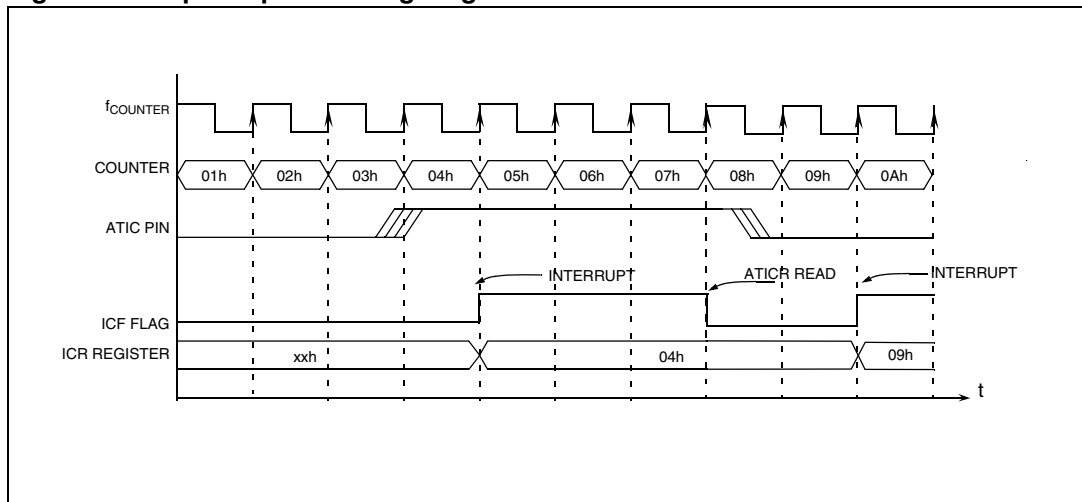 fCOUNTER
COUNTER 01h 02h 03h 04h 05h 06h 07h 08h 09h 0Ah
ATIC PIN
INTERRUPT ATICR READ INTERRUPT
ICF FLAG
ICR REGISTER xxh 04h 09h
t